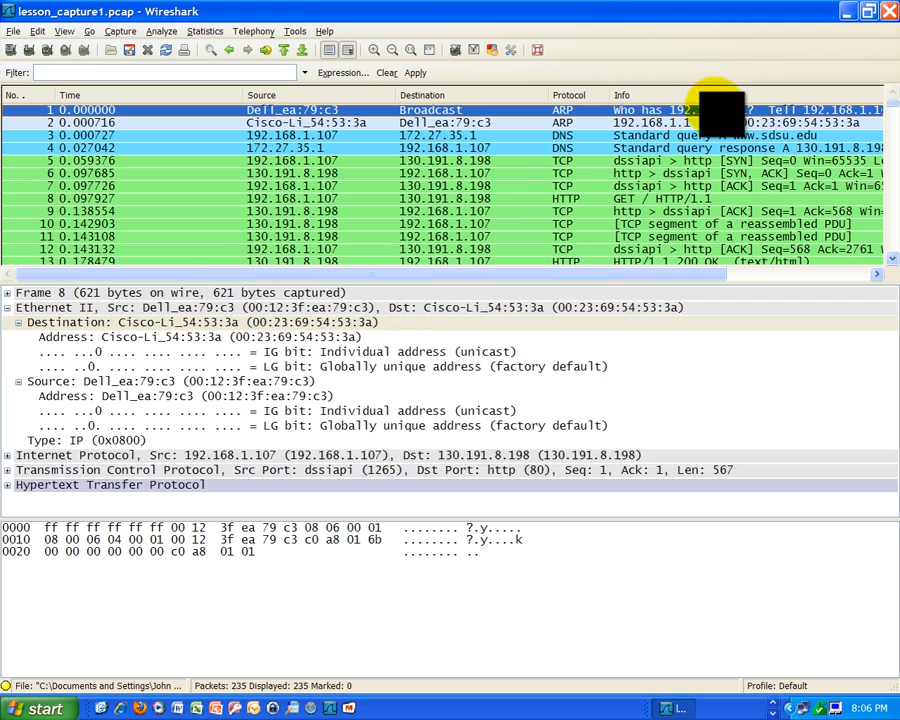 lesson_capture1.pcap - Wireshark
File Edit View Go Capture Analyze Statistics Telephony Tools Help
Filter: Expression... Clear Apply
No. . Time Source Destination Protocol Info
1 0.000000 Dell_ea:79:c3 Broadcast ARP Who has ? Tell
2 0.000716 Cisco-Li_54:53:3a Dell_ea:79:c3 ARP 00:23:69:54:53:3a
3 0.000727 192.168.1.107 172.27.35.1 DNS Standard query www.sdsu.edu
4 0.027042 172.27.35.1 192.168.1.107 DNS Standard query response A 130.191.8.198
5 0.059376 192.168.1.107 130.191.8.198 TCP dssiapi > http [SYN] Seq=0 Win=65535
6 0.097685 130.191.8.198 192.168.1.107 TCP http > dssiapi [SYN, ACK] Seq=0 Ack=1
7 0.097726 192.168.1.107 130.191.8.198 TCP dssiapi > http [ACK] Seq=1 Ack=1
8 0.097927 192.168.1.107 130.191.8.198 HTTP GET / HTTP/1.1
9 0.138554 130.191.8.198 192.168.1.107 TCP http > dssiapi [ACK] Seq=1 Ack=568
10 0.142903 130.191.8.198 192.168.1.107 TCP [TCP segment of a reassembled PDU]
11 0.143108 130.191.8.198 192.168.1.107 TCP [TCP segment of a reassembled PDU]
12 0.143132 192.168.1.107 130.191.8.198 TCP dssiapi > http [ACK] Seq=568 Ack=2761
13 0.178479 130.191.8.198 192.168.1.107 HTTP HTTP/1.1 200 OK (text/html)
Frame 8 (621 bytes on wire, 621 bytes captured)
Ethernet II, Src: Dell_ea:79:c3 (00:12:3f:ea:79:c3), Dst: Cisco-Li_54:53:3a (00:23:69:54:53:3a)
Destination: Cisco-Li_54:53:3a (00:23:69:54:53:3a)
Address: Cisco-Li_54:53:3a (00:23:69:54:53:3a)
.... ...0 .... .... .... .... = IG bit: Individual address (unicast)
.... ..0. .... .... .... .... = LG bit: Globally unique address (factory default)
Source: Dell_ea:79:c3 (00:12:3f:ea:79:c3)
Address: Dell_ea:79:c3 (00:12:3f:ea:79:c3)
.... ...0 .... .... .... .... = IG bit: Individual address (unicast)
.... ..0. .... .... .... .... = LG bit: Globally unique address (factory default)
Type: IP (0x0800)
Internet Protocol, Src: 192.168.1.107 (192.168.1.107), Dst: 130.191.8.198 (130.191.8.198)
Transmission Control Protocol, Src Port: dssiapi (1265), Dst Port: http (80), Seq: 1, Ack: 1, Len: 567
Hypertext Transfer Protocol
0000 ff ff ff ff ff ff 00 12 3f ea 79 c3 08 06 00 01 ........ ?.y.....
0010 08 00 06 04 00 01 00 12 3f ea 79 c3 c0 a8 01 6b ........ ?.y....k
0020 00 00 00 00 00 00 c0 a8 01 01 ........ ..
File: "C:\Documents and Settings\John ... Packets: 235 Displayed: 235 Marked: 0 Profile: Default
start L... 8:06 PM